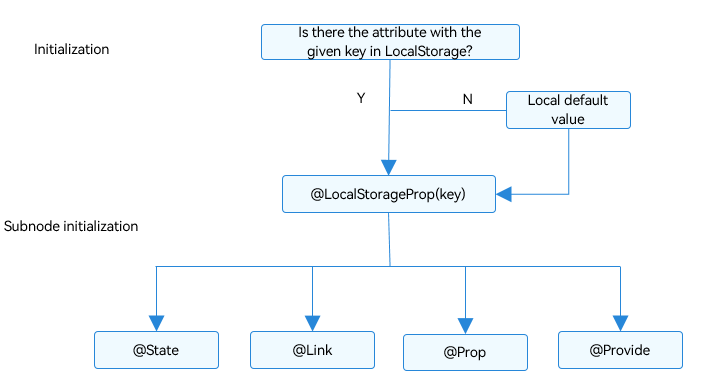 Is there the attribute with the
given key in LocalStorage?
Initialization
Y
N
Local default
value
@LocalStorageProp(key)
Subnode initialization
@State
@Link
@Prop
@Provide